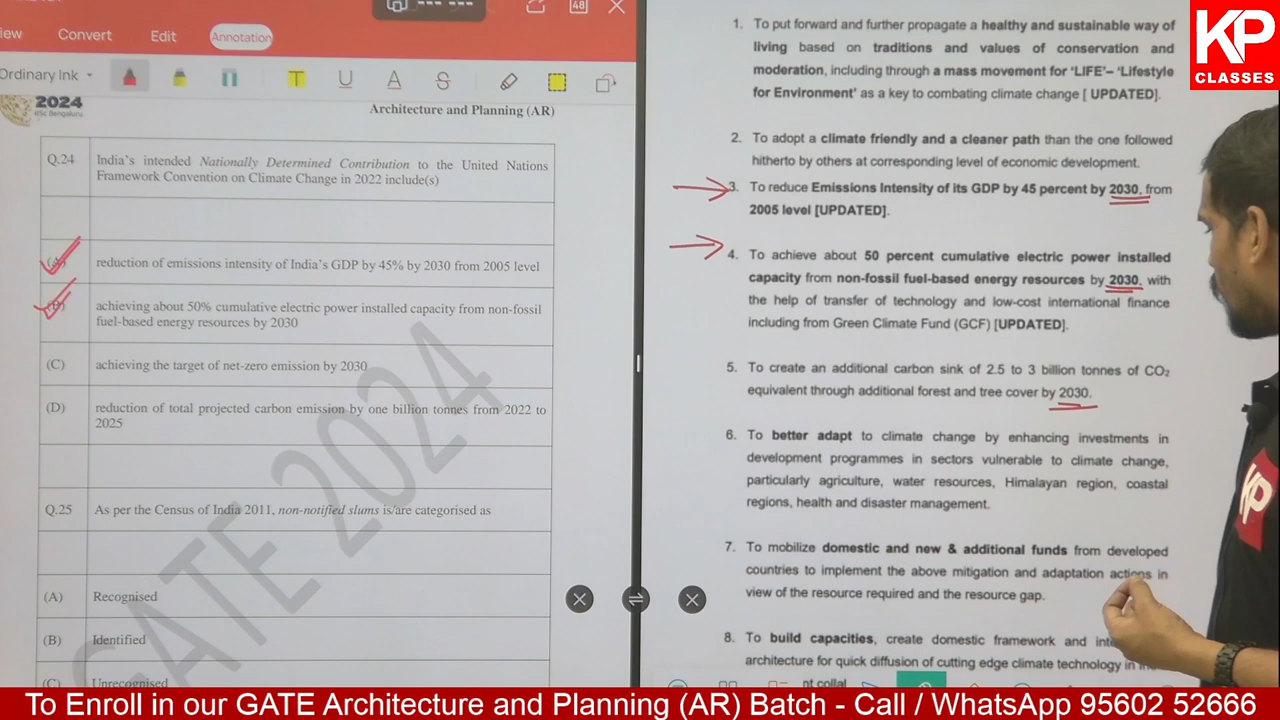 48
iew
Convert
Edit
Annotation
Ordinary Ink
T
U
A
S
2024
IISc Bengaluru
Architecture and Planning (AR)
Q.24
India's intended Nationally Determined Contribution to the United Nations
Framework Convention on Climate Change in 2022 include(s)
(A)
reduction of emissions intensity of India's GDP by 45% by 2030 from 2005 level
(B)
achieving about 50% cumulative electric power installed capacity from non-fossil
fuel-based energy resources by 2030
(C)
achieving the target of net-zero emission by 2030
(D)
reduction of total projected carbon emission by one billion tonnes from 2022 to
2025
Q.25
As per the Census of India 2011, non-notified slums is/are categorised as
(A)
Recognised
(B)
Identified
(C)
Unrecognised
GATE 2024
1. To put forward and further propagate a healthy and sustainable way of
living based on traditions and values of conservation and
moderation, including through a mass movement for 'LIFE'– 'Lifestyle
for Environment' as a key to combating climate change [ UPDATED].
2. To adopt a climate friendly and a cleaner path than the one followed
hitherto by others at corresponding level of economic development.
3. To reduce Emissions Intensity of its GDP by 45 percent by 2030, from
2005 level [UPDATED].
4. To achieve about 50 percent cumulative electric power installed
capacity from non-fossil fuel-based energy resources by 2030, with
the help of transfer of technology and low-cost international finance
including from Green Climate Fund (GCF) [UPDATED].
5. To create an additional carbon sink of 2.5 to 3 billion tonnes of CO₂
equivalent through additional forest and tree cover by 2030.
6. To better adapt to climate change by enhancing investments in
development programmes in sectors vulnerable to climate change,
particularly agriculture, water resources, Himalayan region, coastal
regions, health and disaster management.
7. To mobilize domestic and new & additional funds from developed
countries to implement the above mitigation and adaptation actions in
view of the resource required and the resource gap.
8. To build capacities, create domestic framework and
architecture for quick diffusion of cutting edge climate technology in
nt collal
KP
CLASSES
KP
To Enroll in our GATE Architecture and Planning (AR) Batch - Call / WhatsApp 95602 52666